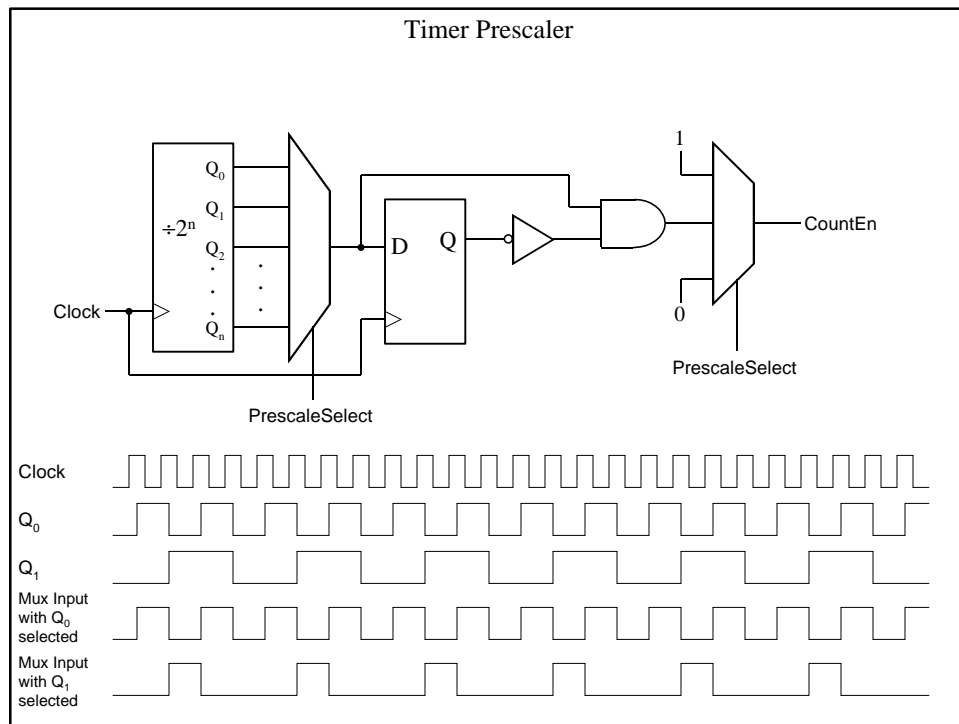 Timer Prescaler
Q0
Q1
÷2ⁿ
Q2
.
.
.
.
.
.
Qn
Clock
PrescaleSelect
D
Q
1
0
CountEn
PrescaleSelect
Clock
Q0
Q1
Mux Input
with Q0
selected
Mux Input
with Q1
selected